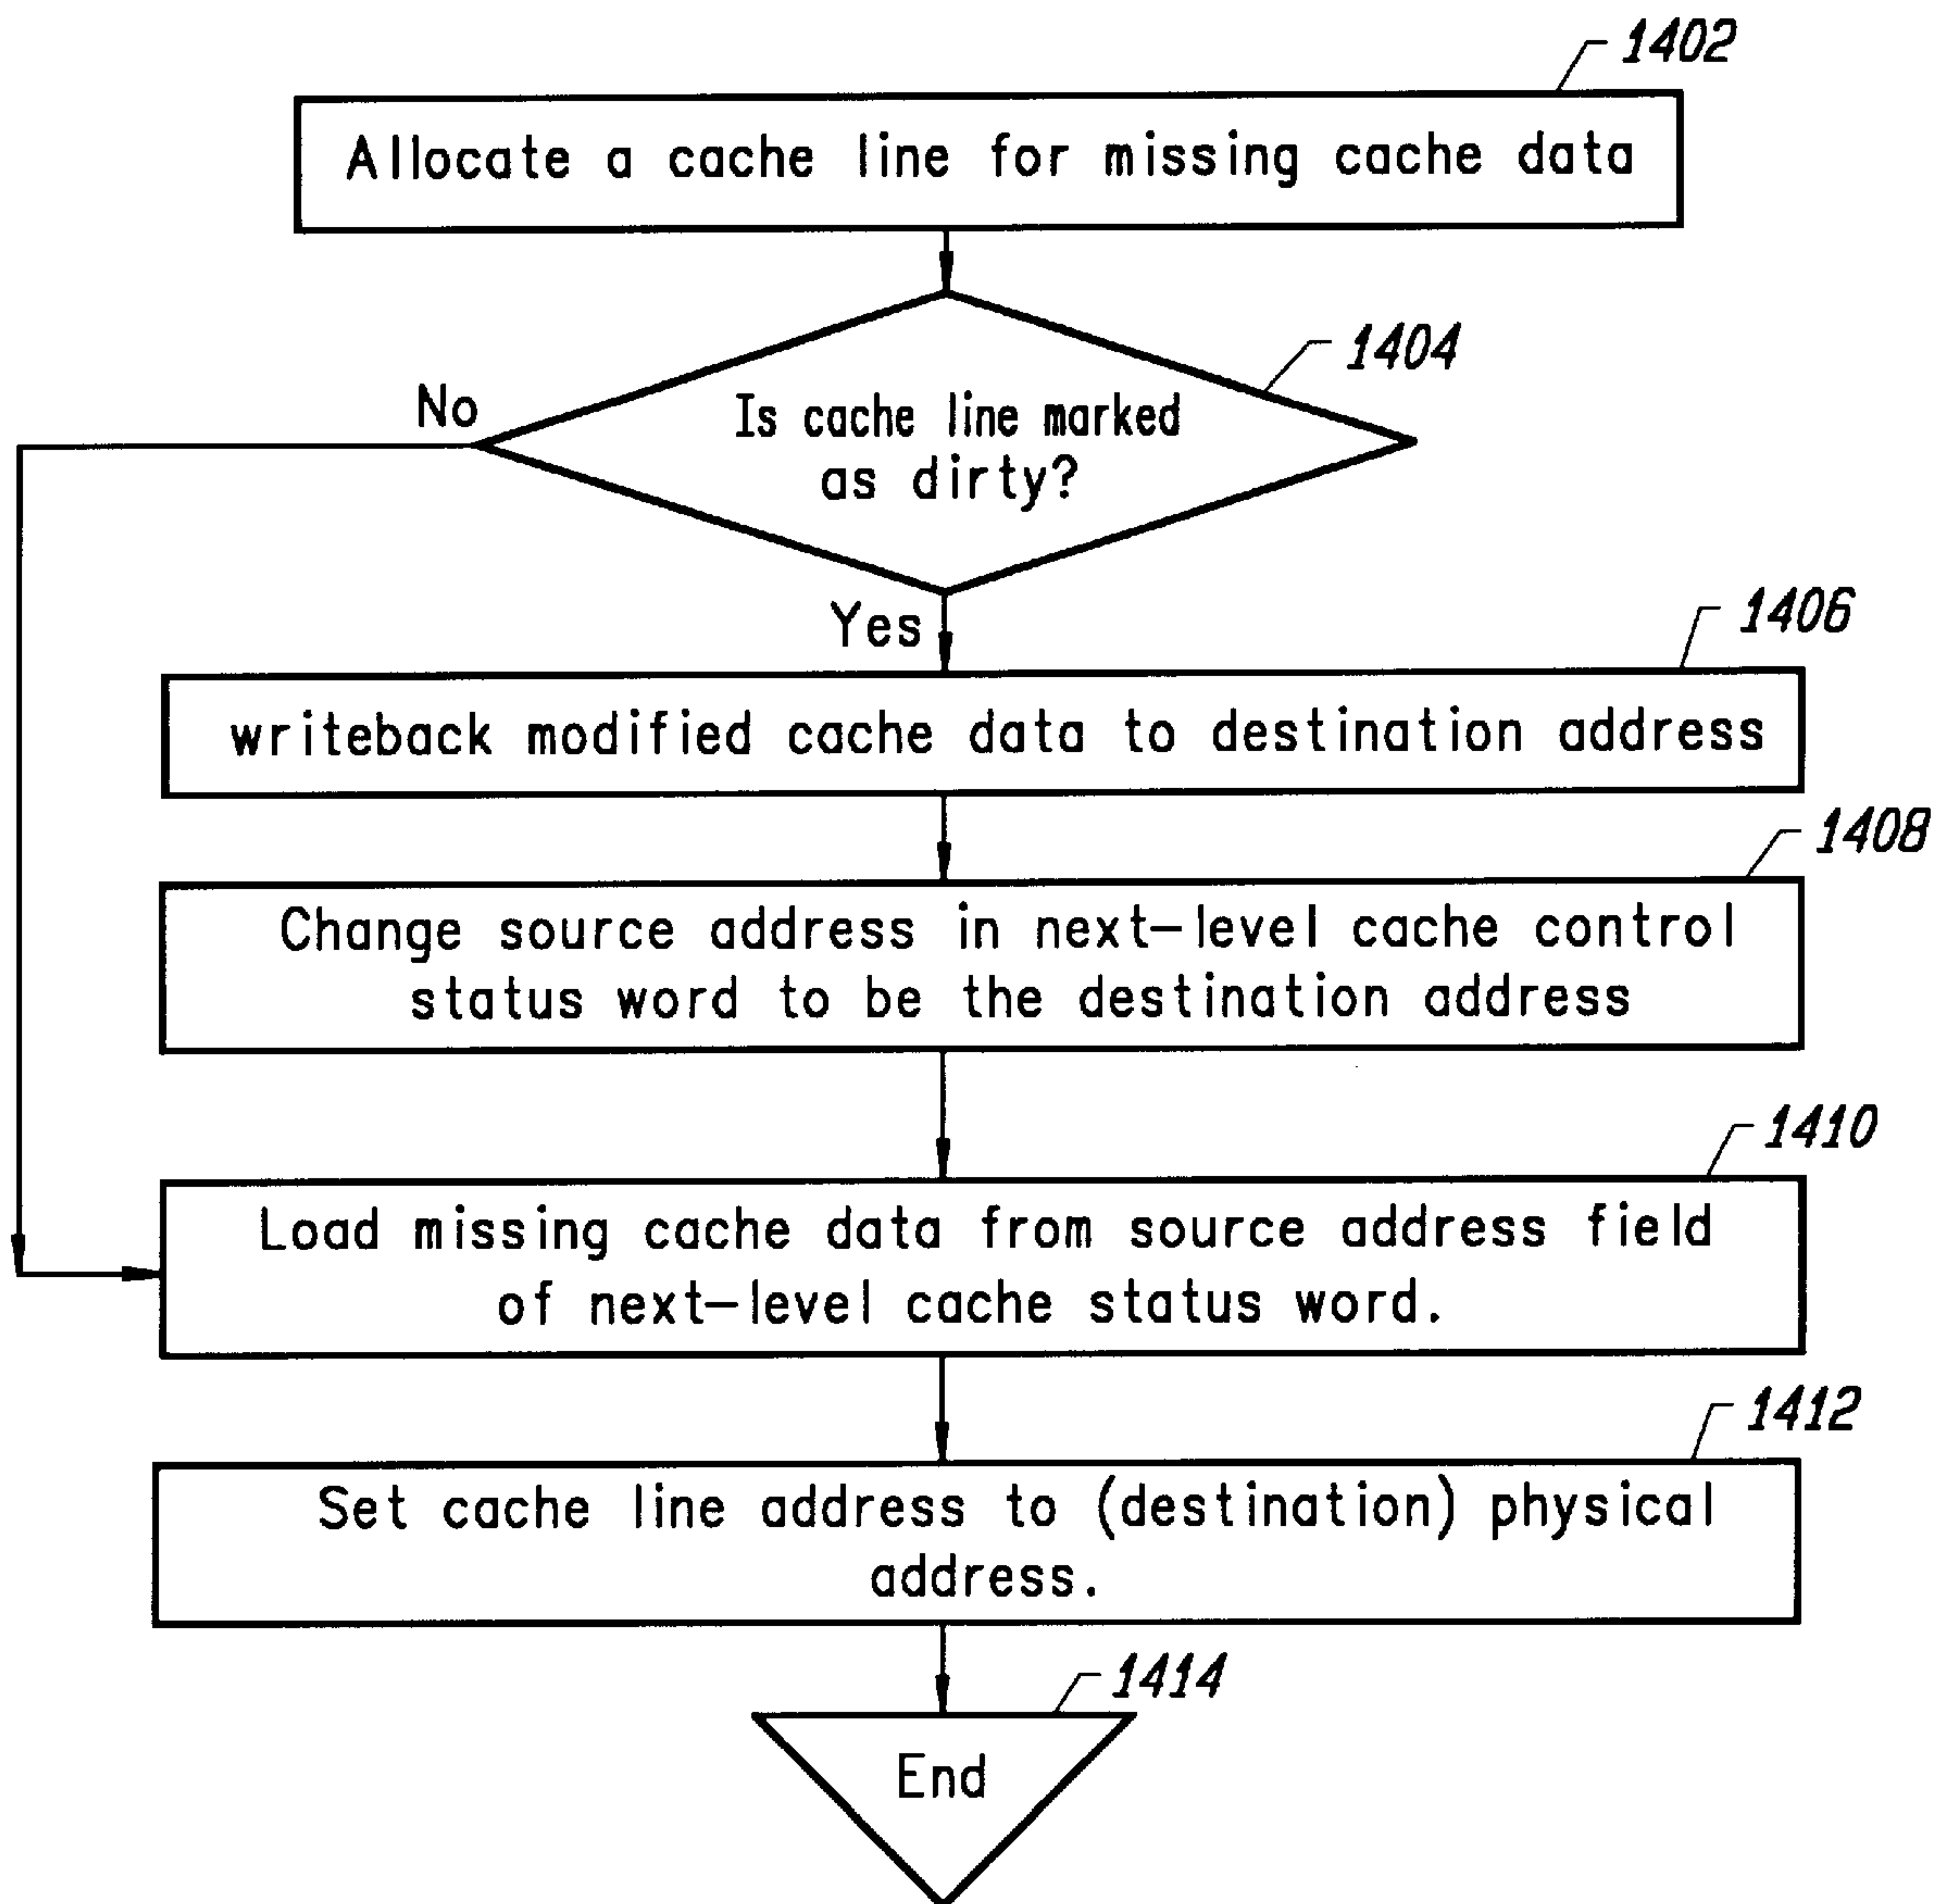 1402
Allocate a cache line for missing cache data
1404
No
Is cache line marked
as dirty?
Yes
1406
writeback modified cache data to destination address
1408
Change source address in next-level cache control
status word to be the destination address
1410
Load missing cache data from source address field
of next-level cache status word.
1412
Set cache line address to (destination) physical
address.
1414
End